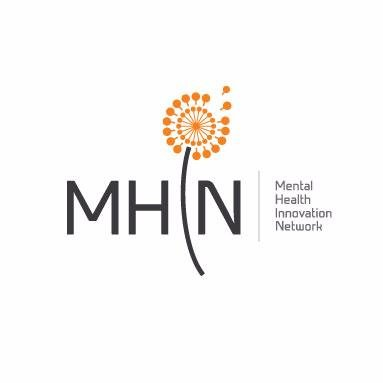 MHIN
Mental
Health
Innovation
Network